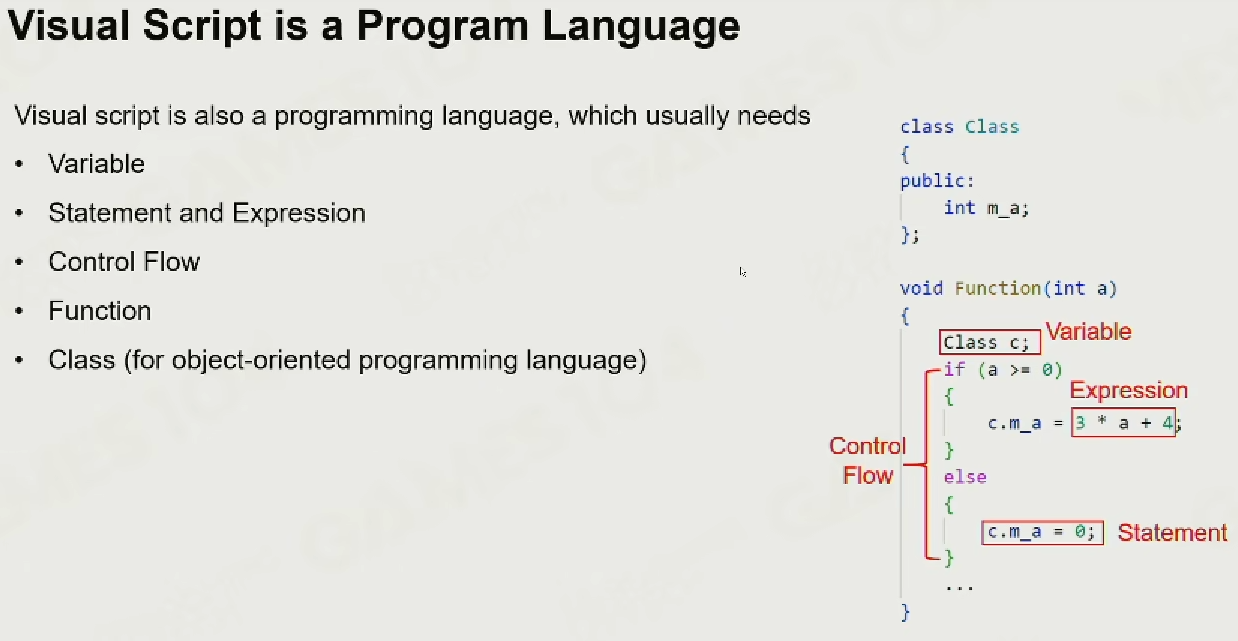 Visual Script is a Program Language
Visual script is also a programming language, which usually needs
• Variable
• Statement and Expression
• Control Flow
• Function
• Class (for object-oriented programming language)
class Class
{
public:
    int m_a;
};
void Function(int a)
{
    Class c;
Variable
    if (a >= 0)
    {
Expression
        c.m_a = 3 * a + 4;
    }
    else
    {
        c.m_a = 0;
Statement
    }
    ...
}
Control
Flow